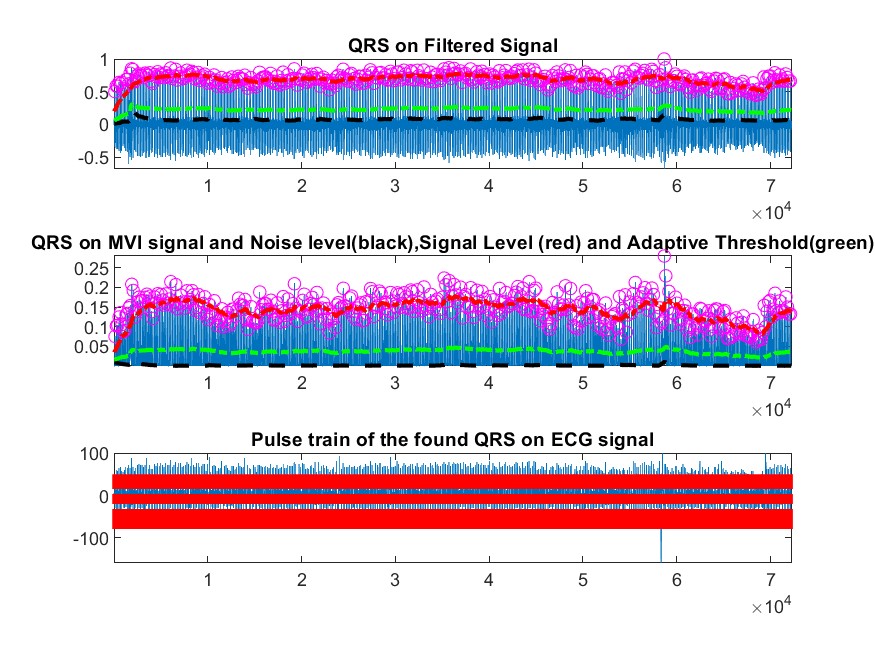 QRS on Filtered Signal
1
0.5
0
-0.5
1 2 3 4 5 6 7
×10^4
QRS on MVI signal and Noise level(black),Signal Level (red) and Adaptive Threshold(green)
0.25
0.2
0.15
0.1
0.05
1 2 3 4 5 6 7
×10^4
Pulse train of the found QRS on ECG signal
100
0
-100
1 2 3 4 5 6 7
×10^4